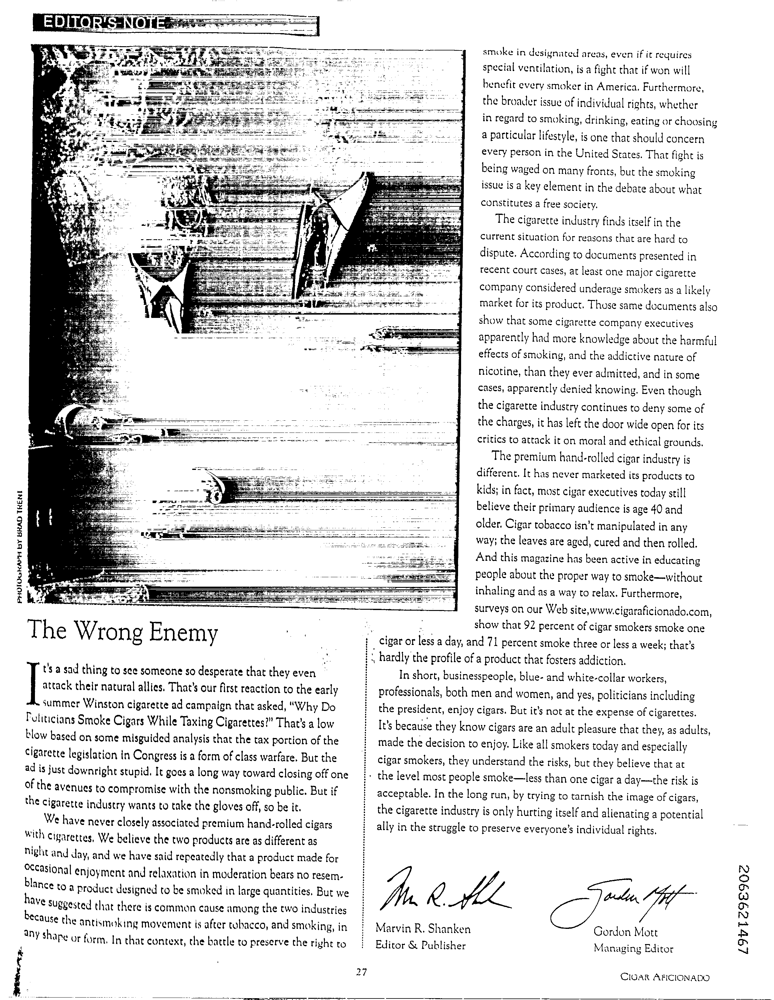 EDITOR'S NOTE
PHOTOGRAPH BY BRAD TRENT
The Wrong Enemy
It's a sad thing to see someone so desperate that they even
attack their natural allies. That's our first reaction to the early
summer Winston cigarette ad campaign that asked, "Why Do
Politicians Smoke Cigars While Taxing Cigarettes?" That's a low
blow based on some misguided analysis that the tax portion of the
cigarette legislation in Congress is a form of class warfare. But the
ad is just downright stupid. It goes a long way toward closing off one
of the avenues to compromise with the nonsmoking public. But if
the cigarette industry wants to take the gloves off, so be it.
We have never closely associated premium hand-rolled cigars
with cigarettes. We believe the two products are as different as
night and day, and we have said repeatedly that a product made for
occasional enjoyment and relaxation in moderation bears no resem-
blance to a product designed to be smoked in large quantities. But we
have suggested that there is common cause among the two industries
because the antismoking movement is after tobacco, and smoking, in
any shape or form. In that context, the battle to preserve the right to
smoke in designated areas, even if it requires
special ventilation, is a fight that if won will
benefit every smoker in America. Furthermore,
the broader issue of individual rights, whether
in regard to smoking, drinking, eating or choosing
a particular lifestyle, is one that should concern
every person in the United States. That fight is
being waged on many fronts, but the smoking
issue is a key element in the debate about what
constitutes a free society.
The cigarette industry finds itself in the
current situation for reasons that are hard to
dispute. According to documents presented in
recent court cases, at least one major cigarette
company considered underage smokers as a likely
market for its product. Those same documents also
show that some cigarette company executives
apparently had more knowledge about the harmful
effects of smoking, and the addictive nature of
nicotine, than they ever admitted, and in some
cases, apparently denied knowing. Even though
the cigarette industry continues to deny some of
the charges, it has left the door wide open for its
critics to attack it on moral and ethical grounds.
The premium hand-rolled cigar industry is
different. It has never marketed its products to
kids; in fact, most cigar executives today still
believe their primary audience is age 40 and
older. Cigar tobacco isn't manipulated in any
way; the leaves are aged, cured and then rolled.
And this magazine has been active in educating
people about the proper way to smoke—without
inhaling and as a way to relax. Furthermore,
surveys on our Web site,www.cigaraficionado.com,
show that 92 percent of cigar smokers smoke one
cigar or less a day, and 71 percent smoke three or less a week; that's
hardly the profile of a product that fosters addiction.
In short, businesspeople, blue- and white-collar workers,
professionals, both men and women, and yes, politicians including
the president, enjoy cigars. But it's not at the expense of cigarettes.
It's because they know cigars are an adult pleasure that they, as adults,
made the decision to enjoy. Like all smokers today and especially
cigar smokers, they understand the risks, but they believe that at
the level most people smoke—less than one cigar a day—the risk is
acceptable. In the long run, by trying to tarnish the image of cigars,
the cigarette industry is only hurting itself and alienating a potential
ally in the struggle to preserve everyone's individual rights.
Marvin R. Shanken
Editor & Publisher
Gordon Mott
Gordon Mott
Managing Editor
27
CIGAR AFICIONADO
2063621467